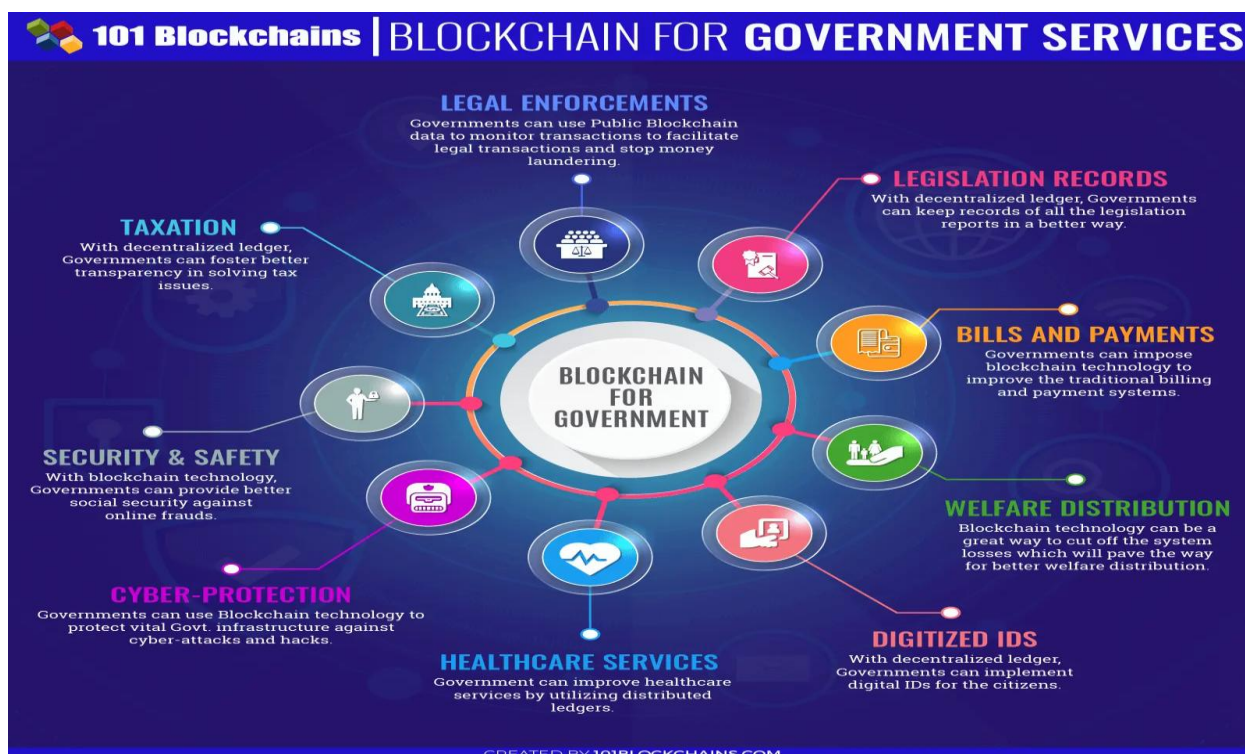 101 Blockchains | BLOCKCHAIN FOR GOVERNMENT SERVICES
LEGAL ENFORCEMENTS
Governments can use Public Blockchain
data to monitor transactions to facilitate
legal transactions and stop money
laundering.
LEGISLATION RECORDS
With decentralized ledger, Governments
can keep records of all the legislation
reports in a better way.
BILLS AND PAYMENTS
Governments can impose
blockchain technology to
improve the traditional billing
and payment systems.
WELFARE DISTRIBUTION
Blockchain technology can be a
great way to cut off the system
losses which will pave the way
for better welfare distribution.
DIGITIZED IDS
With decentralized ledger,
Governments can implement
digital IDs for the citizens.
HEALTHCARE SERVICES
Government can improve healthcare
services by utilizing distributed
ledgers.
CYBER-PROTECTION
Governments can use Blockchain technology to
protect vital Govt. infrastructure against
cyber-attacks and hacks.
SECURITY & SAFETY
With blockchain technology,
Governments can provide better
social security against
online frauds.
TAXATION
With decentralized ledger,
Governments can foster better
transparency in solving tax
issues.
BLOCKCHAIN
FOR
GOVERNMENT
CREATED BY 101BLOCKCHAINS.COM